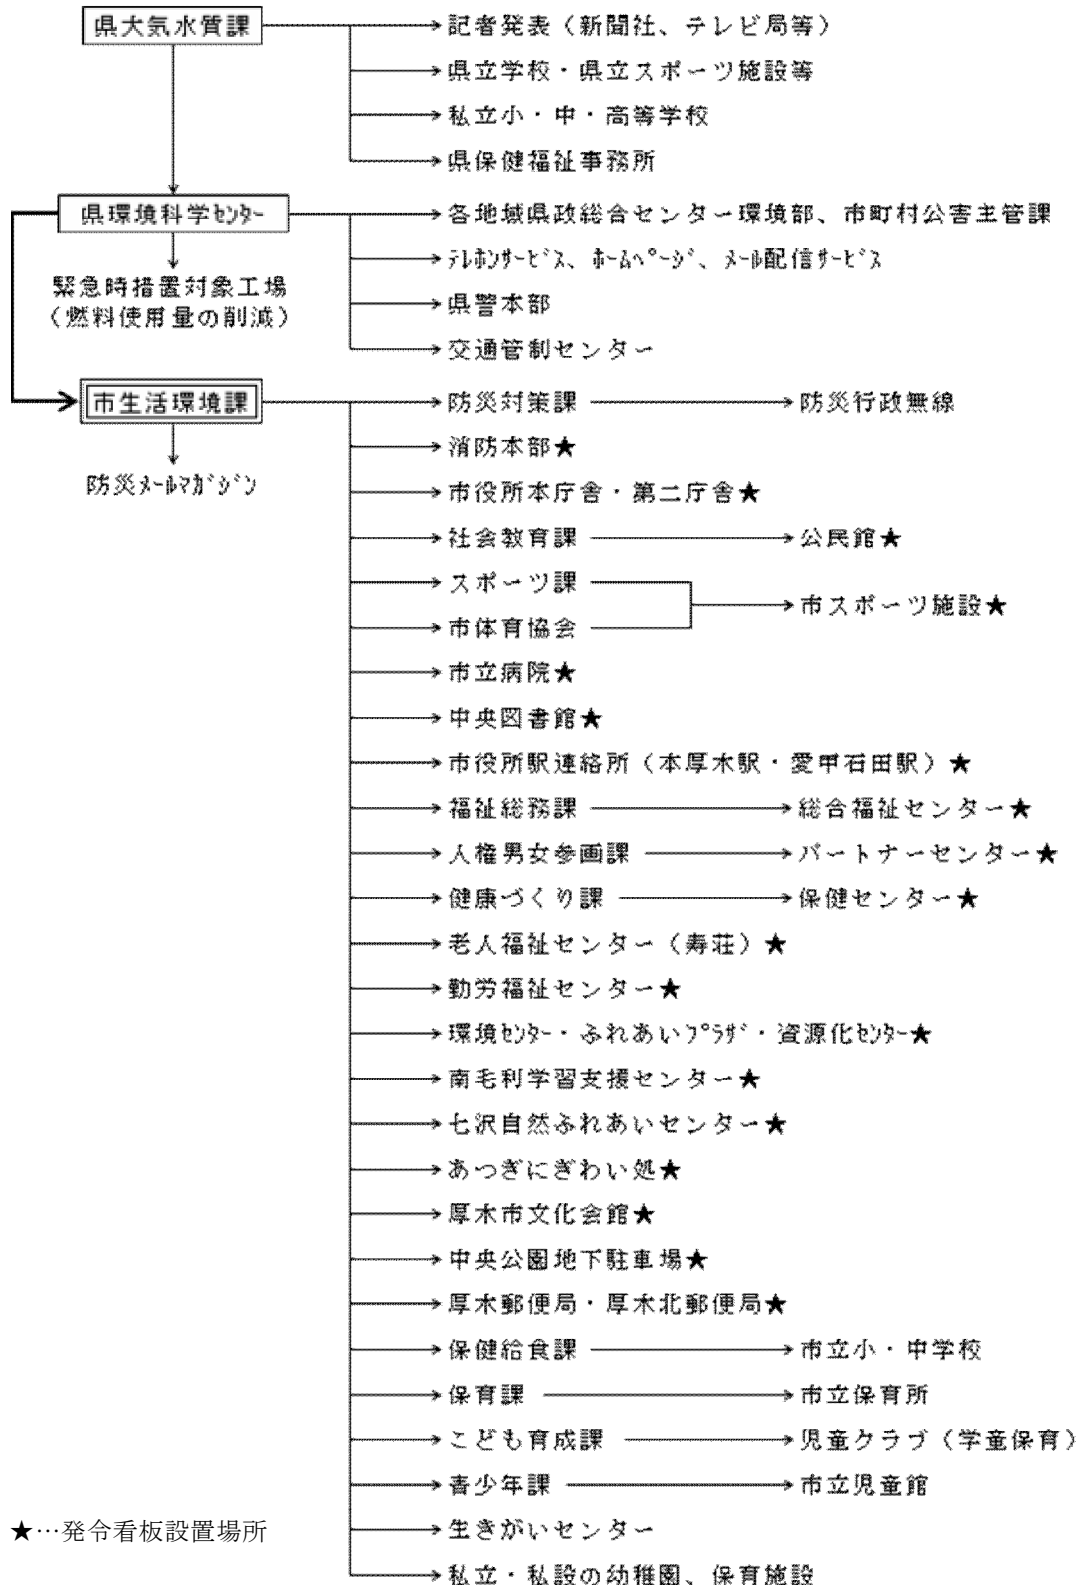 県大気水質課
記者発表（新聞社、テレビ局等）
県立学校・県立スポーツ施設等
私立小・中・高等学校
県保健福祉事務所
県環境科学ｾﾝﾀｰ
各地域県政総合センター環境部、市町村公害主管課
ﾃﾚﾎﾝｻｰﾋﾞｽ、ﾎｰﾑﾍﾟｰｼﾞ、ﾒｰﾙ配信ｻｰﾋﾞｽ
緊急時措置対象工場
（燃料使用量の削減）
県警本部
交通管制センター
市生活環境課
防災対策課
防災行政無線
消防本部★
防災ﾒｰﾙﾏｶﾞｼﾞﾝ
市役所本庁舎・第二庁舎★
社会教育課
公民館★
スポーツ課
市体育協会
市スポーツ施設★
市立病院★
中央図書館★
市役所駅連絡所（本厚木駅・愛甲石田駅）★
福祉総務課
総合福祉センター★
人権男女参画課
パートナーセンター★
健康づくり課
保健センター★
老人福祉センター（寿荘）★
勤労福祉センター★
環境ｾﾝﾀｰ・ふれあいﾌﾟﾗｻﾞ・資源化ｾﾝﾀｰ★
南毛利学習支援センター★
七沢自然ふれあいセンター★
あつぎにぎわい処★
厚木市文化会館★
中央公園地下駐車場★
厚木郵便局・厚木北郵便局★
保健給食課
市立小・中学校
保育課
市立保育所
こども育成課
児童クラブ（学童保育）
青少年課
市立児童館
生きがいセンター
★…発令看板設置場所
私立・私設の幼稚園、保育施設